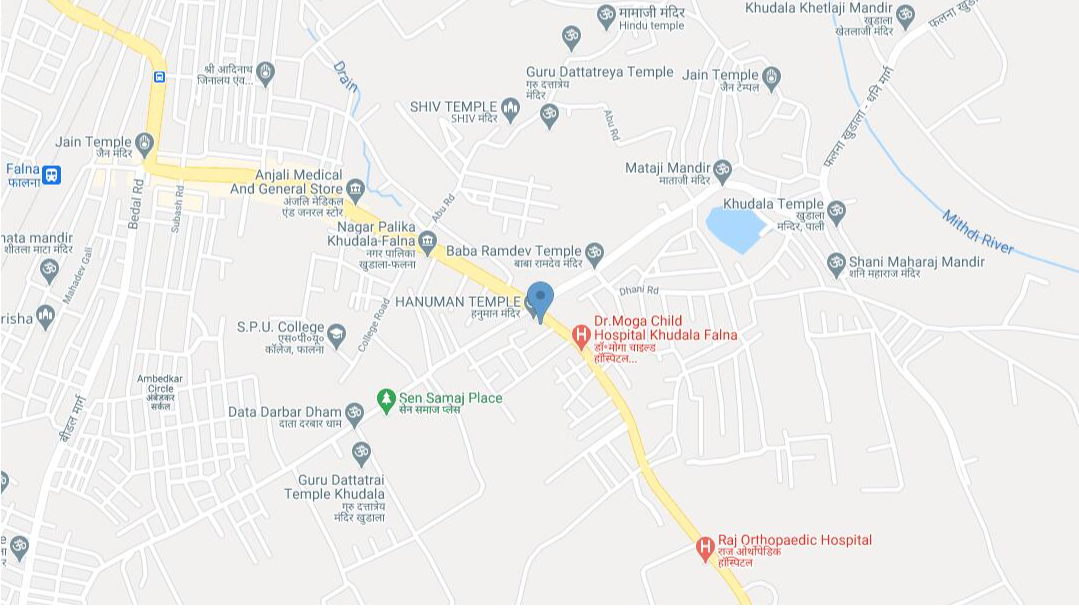 Khudala Khetlaji Mandir
खुडाला
खेतलाजी मंदिर
मामाजी मंदिर
Hindu temple
फलना खु
श्री आदिनाथ
जिनालय एंव...
Drain
Guru Dattatreya Temple
गुरु दत्तात्रेय
मंदिर
Jain Temple
जैन टेम्पल
SHIV TEMPLE
SHIV मंदिर
Abu Rd
फलना खुडाला - धनि मार्ग
Jain Temple
जैन मंदिर
Falna
फालना
Anjali Medical
And General Store
अंजलि मेडिकल
एंड जनरल स्टोर
Mataji Mandir
माताजी मंदिर
Bedal Rd
Subash Rd
Abu Rd
Khudala Temple
खुडाला
मन्दिर, पाली
Mithdi River
Nagar Palika
Khudala-Falna
नगर पालिका
खुडाला-फलना
nata mandir
शीतला माटा मंदिर
Mahadev Gali
Baba Ramdev Temple
बाबा रामदेव मंदिर
Shani Maharaj Mandir
शनि महाराज मंदिर
Dhani Rd
HANUMAN TEMPLE
हनुमान मंदिर
risha
S.P.U. College
एस०पी०यू०
कॉलेज, फालना
College Road
Dr.Moga Child
Hospital Khudala Falna
डॉ॰मोगा चाइल्ड
हॉस्पिटल...
Ambedkar
Circle
अंबेडकर
सर्कल
Sen Samaj Place
सेन समाज प्लेस
बीडल मार्ग
Data Darbar Dham
दाता दरबार धाम
Guru Dattatrai
Temple Khudala
गुरु दत्तात्रेय
मंदिर खुडाला
Raj Orthopaedic Hospital
राज ओर्थोपेडिक
हॉस्पिटल